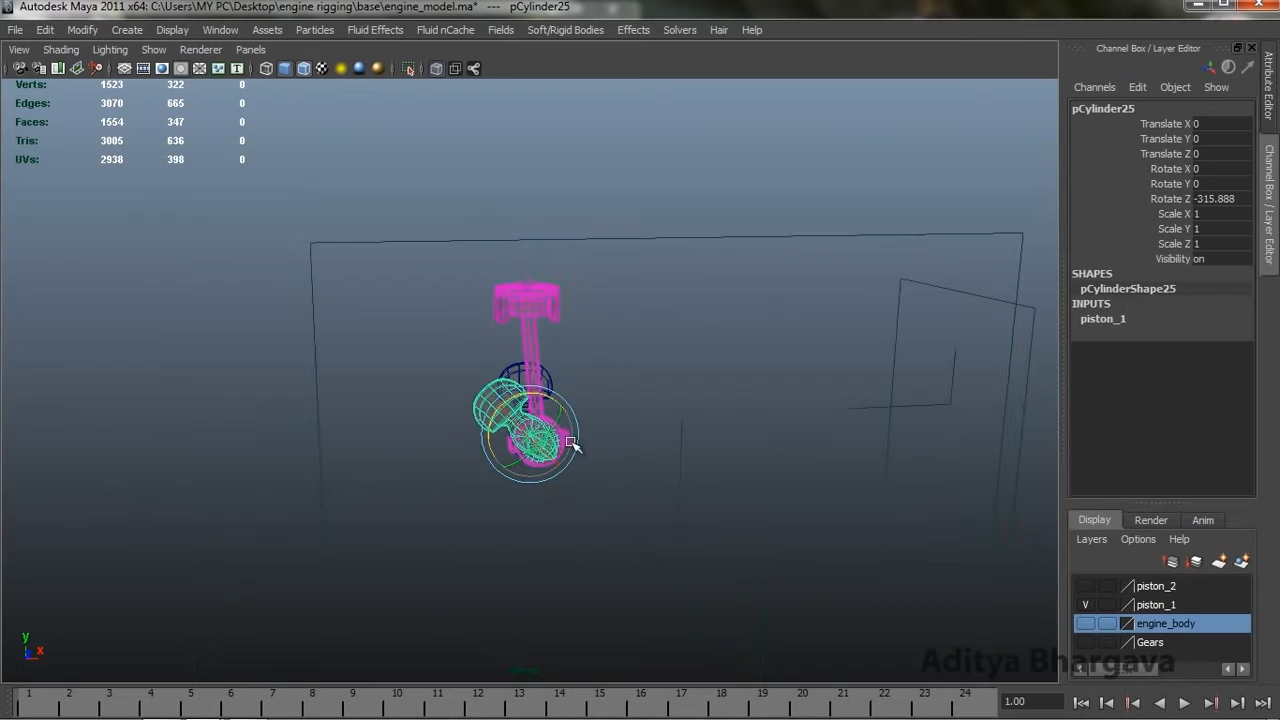 Autodesk Maya 2011 x64: C:\Users\MY PC\Desktop\engine rigging\base\engine_model.ma* --- pCylinder25
File Edit Modify Create Display Window Assets Particles Fluid Effects Fluid nCache Fields Soft/Rigid Bodies Effects Solvers Hair Help
View Shading Lighting Show Renderer Panels
Channel Box / Layer Editor
Verts: 1523 322 0
Edges: 3070 665 0
Faces: 1554 347 0
Tris: 3005 636 0
UVs: 2938 398 0
Channels Edit Object Show
pCylinder25
Translate X 0
Translate Y 0
Translate Z 0
Rotate X 0
Rotate Y 0
Rotate Z -315.888
Scale X 1
Scale Y 1
Scale Z 1
Visibility on
SHAPES
pCylinderShape25
INPUTS
piston_1
Attribute Editor
Channel Box / Layer Editor
Display Render Anim
Layers Options Help
piston_2
V piston_1
engine_body
Gears
y
x
Aditya Bhargava
1 2 3 4 5 6 7 8 9 10 11 12 13 14 15 16 17 18 19 20 21 22 23 24 1.00